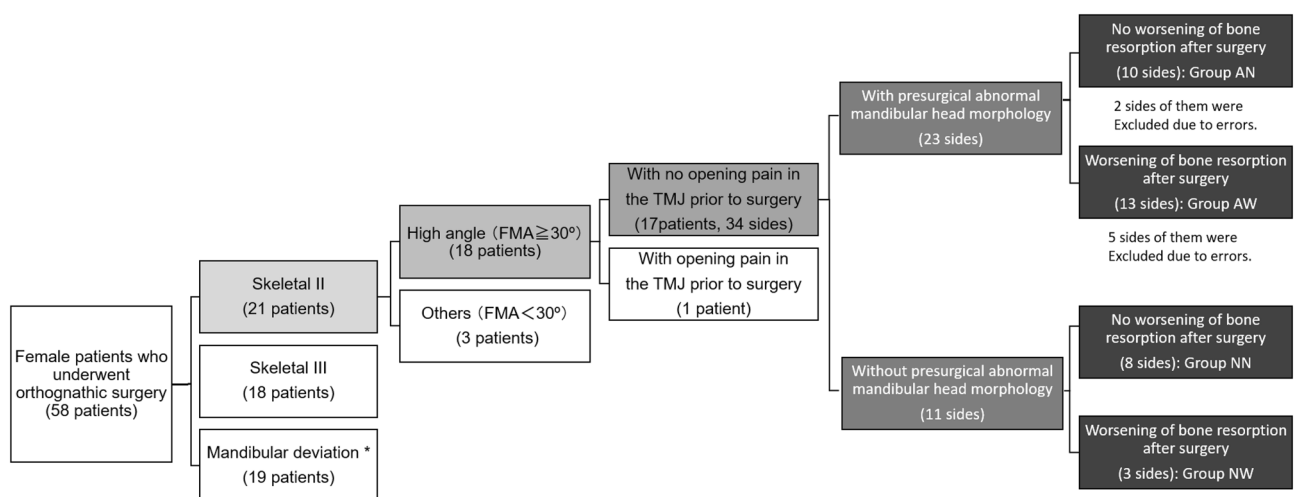 Female patients who
underwent
orthognathic surgery
(58 patients)
Skeletal II
(21 patients)
Skeletal III
(18 patients)
Mandibular deviation *
(19 patients)
High angle (FMA≧30º)
(18 patients)
Others (FMA<30º)
(3 patients)
With no opening pain in
the TMJ prior to surgery
(17patients, 34 sides)
With opening pain in
the TMJ prior to surgery
(1 patient)
With presurgical abnormal
mandibular head morphology
(23 sides)
Without presurgical abnormal
mandibular head morphology
(11 sides)
No worsening of bone
resorption after surgery
(10 sides): Group AN
2 sides of them were
Excluded due to errors.
Worsening of bone resorption
after surgery
(13 sides): Group AW
5 sides of them were
Excluded due to errors.
No worsening of bone
resorption after surgery
(8 sides): Group NN
Worsening of bone resorption
after surgery
(3 sides): Group NW